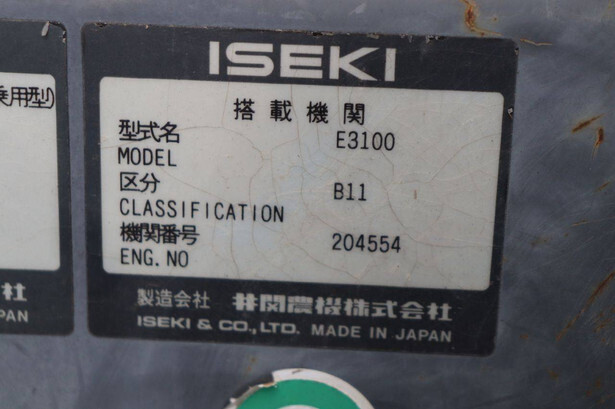 ISEKI
搭載機関
型式名 E3100
MODEL
区分 B11
CLASSIFICATION
機関番号 204554
ENG.NO
製造会社 井関農機株式会社
ISEKI & CO.,LTD. MADE IN JAPAN
乗用型)
社
PAN